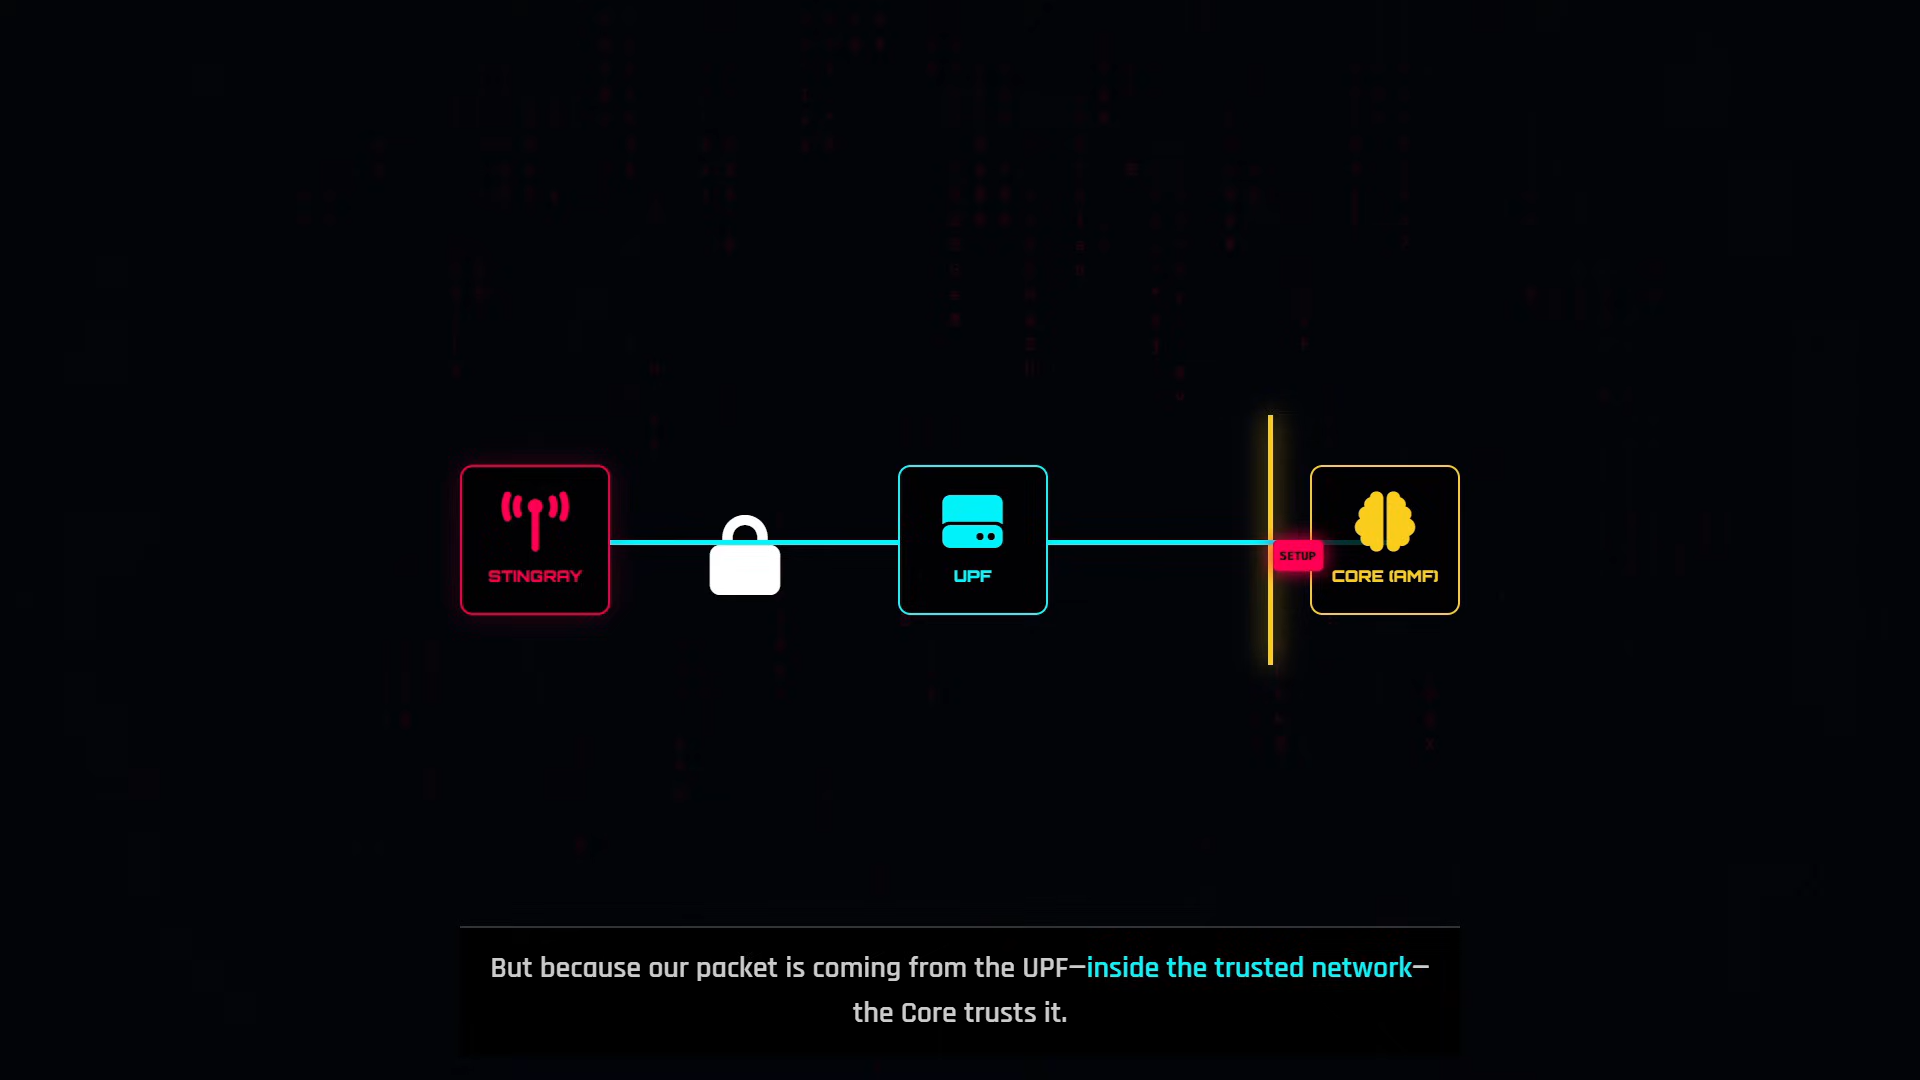 STINGRAY
UPF
SETUP
CORE (AMF)
But because our packet is coming from the UPF—inside the trusted network—
the Core trusts it.